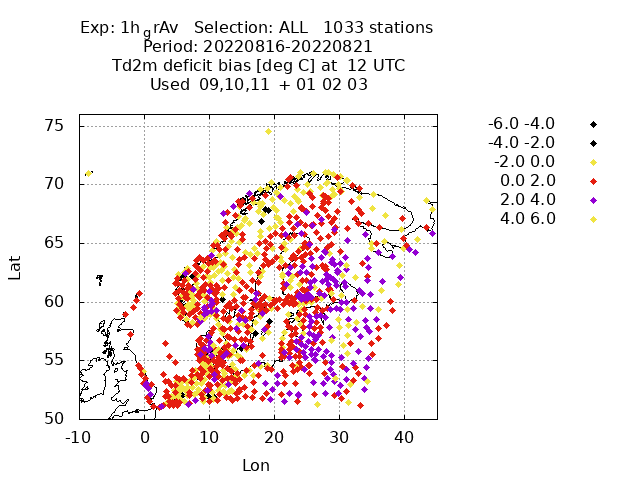 Exp: 1h grAv   Selection: ALL   1033 stations
Period: 20220816-20220821
Td2m deficit bias [deg C] at  12 UTC
Used  09,10,11 + 01 02 03
-6.0 -4.0
-4.0 -2.0
-2.0 0.0
0.0 2.0
2.0 4.0
4.0 6.0
75
70
65
60
55
50
Lat
-10 0 10 20 30 40
Lon